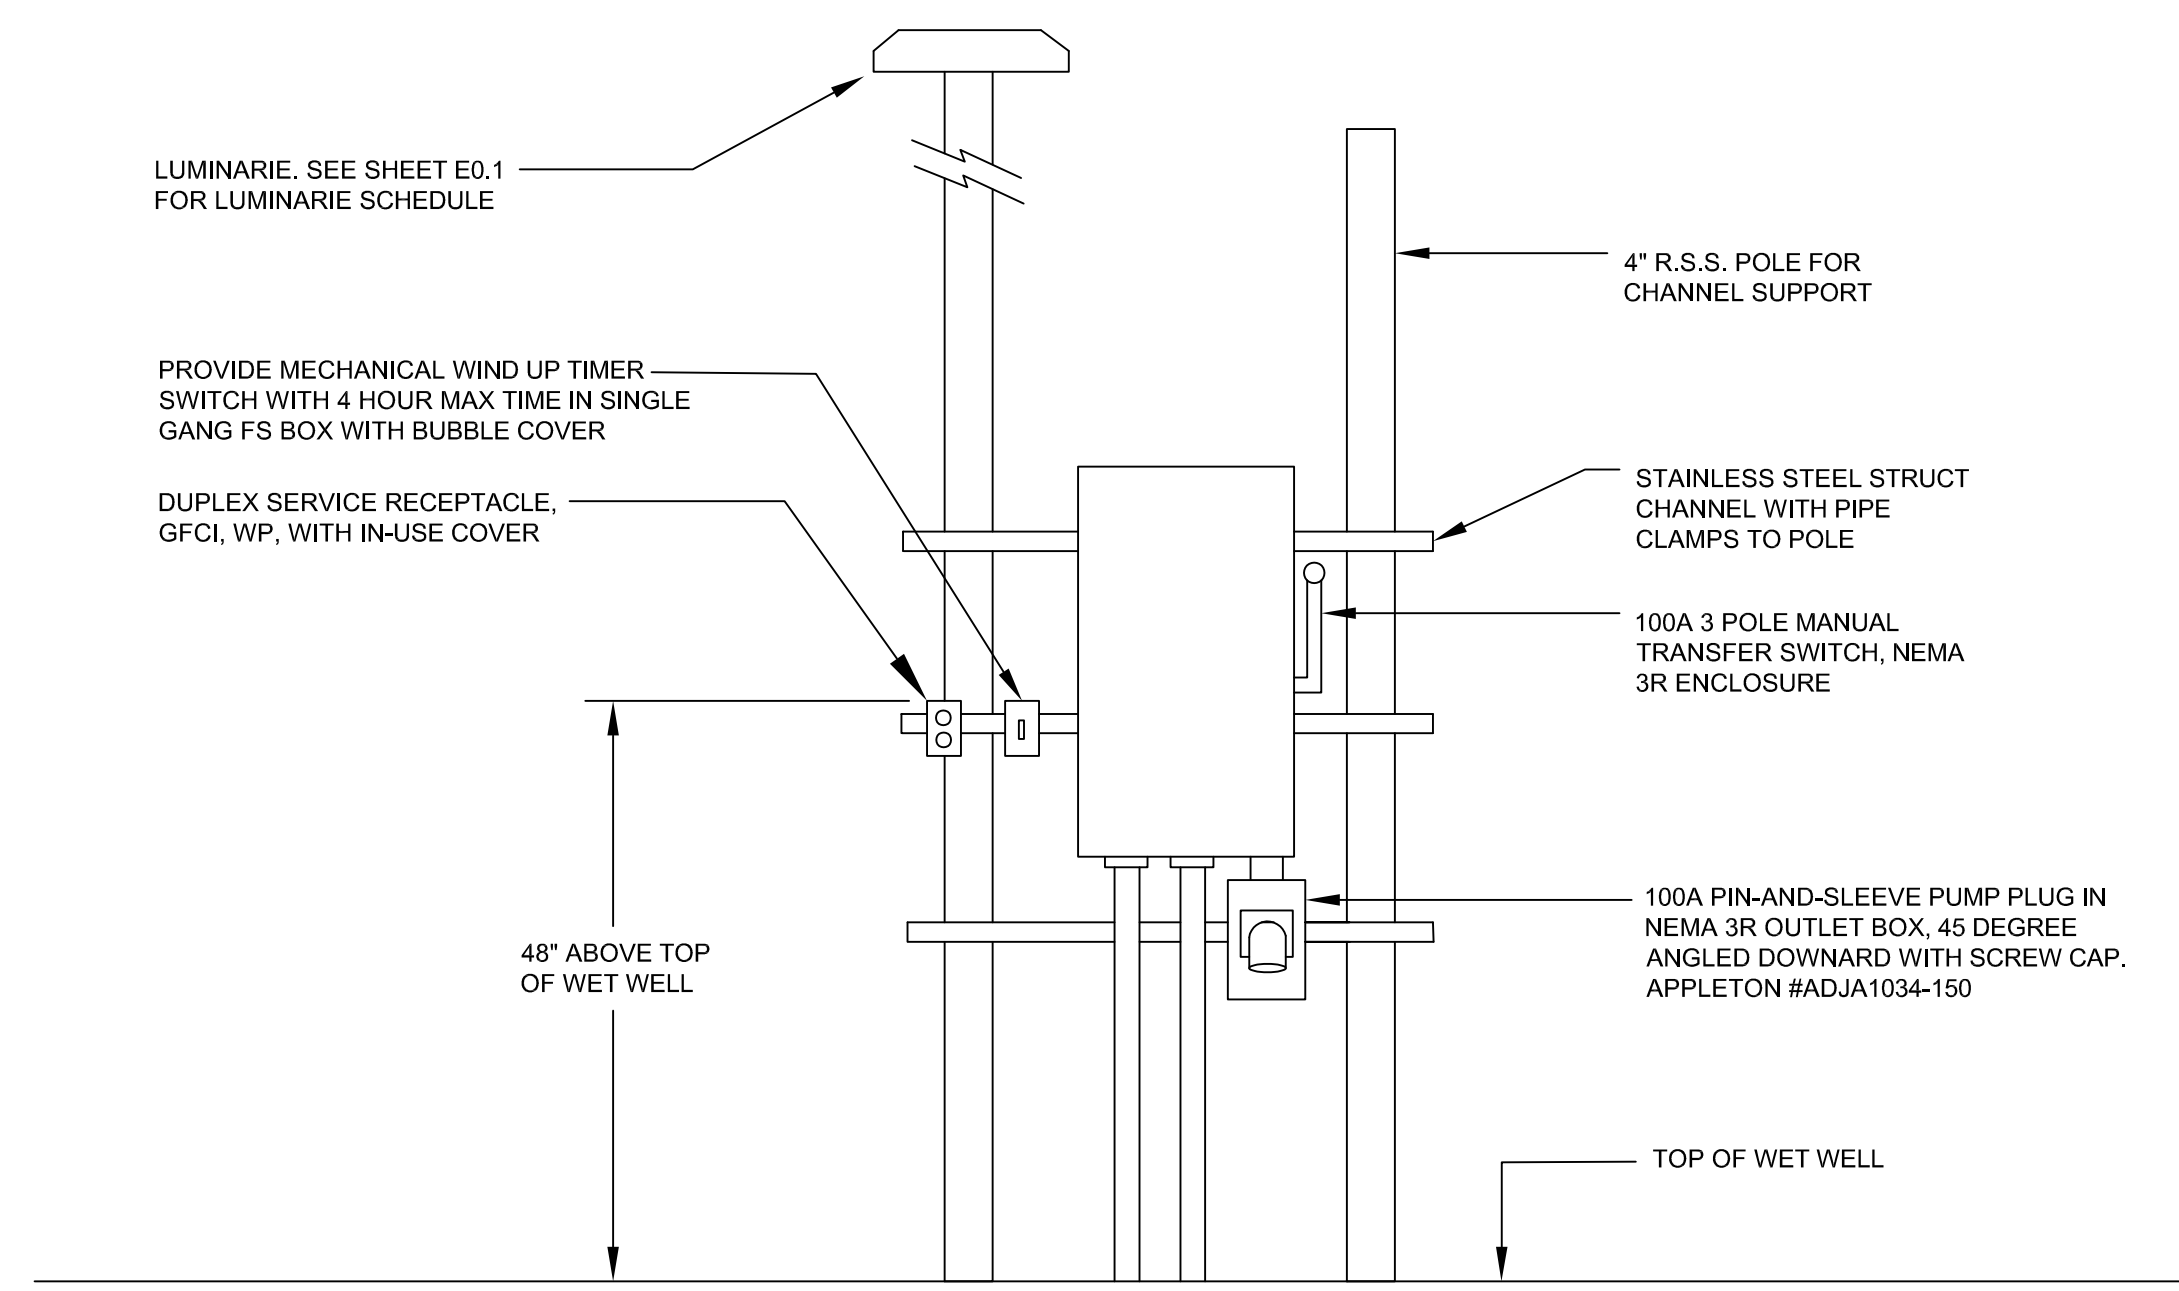 LUMINARIE. SEE SHEET E0.1
FOR LUMINARIE SCHEDULE
PROVIDE MECHANICAL WIND UP TIMER
SWITCH WITH 4 HOUR MAX TIME IN SINGLE
GANG FS BOX WITH BUBBLE COVER
DUPLEX SERVICE RECEPTACLE,
GFCI, WP, WITH IN-USE COVER
48" ABOVE TOP
OF WET WELL
4" R.S.S. POLE FOR
CHANNEL SUPPORT
STAINLESS STEEL STRUCT
CHANNEL WITH PIPE
CLAMPS TO POLE
100A 3 POLE MANUAL
TRANSFER SWITCH, NEMA
3R ENCLOSURE
100A PIN-AND-SLEEVE PUMP PLUG IN
NEMA 3R OUTLET BOX, 45 DEGREE
ANGLED DOWNARD WITH SCREW CAP.
APPLETON #ADJA1034-150
TOP OF WET WELL